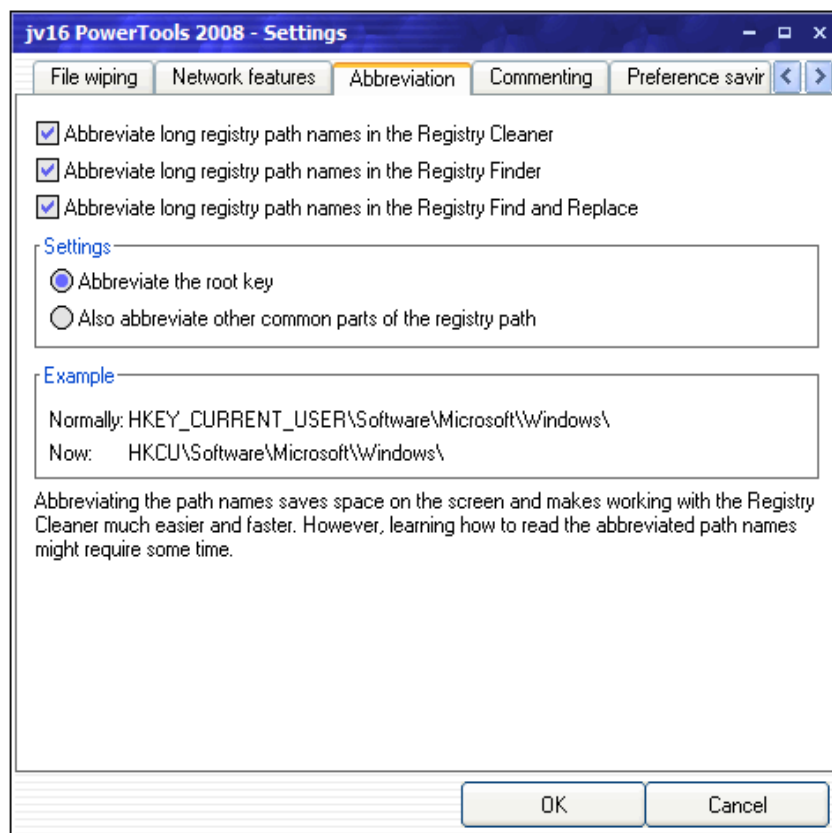 jv16 PowerTools 2008 - Settings
File wiping
Network features
Abbreviation
Commenting
Preference savir
Abbreviate long registry path names in the Registry Cleaner
Abbreviate long registry path names in the Registry Finder
Abbreviate long registry path names in the Registry Find and Replace
Settings
Abbreviate the root key
Also abbreviate other common parts of the registry path
Example
Normally: HKEY_CURRENT_USER\Software\Microsoft\Windows\
Now: HKCU\Software\Microsoft\Windows\
Abbreviating the path names saves space on the screen and makes working with the Registry
Cleaner much easier and faster. However, learning how to read the abbreviated path names
might require some time.
OK
Cancel